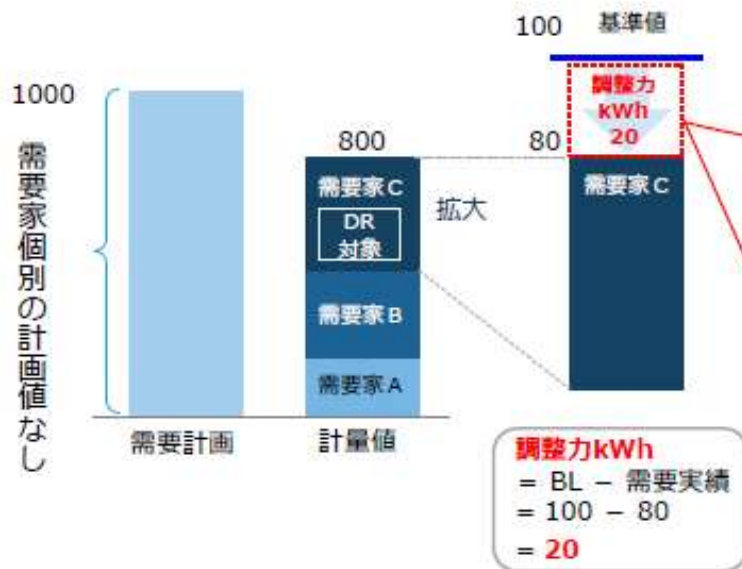 100 基準値
1000
調整力
kWh
20
800
80
需要家C
DR
対象
拡大
需要家C
需要家B
需要家A
需要家個別の計画値なし
需要計画
計量値
調整力kWh
= BL － 需要実績
= 100 － 80
= 20